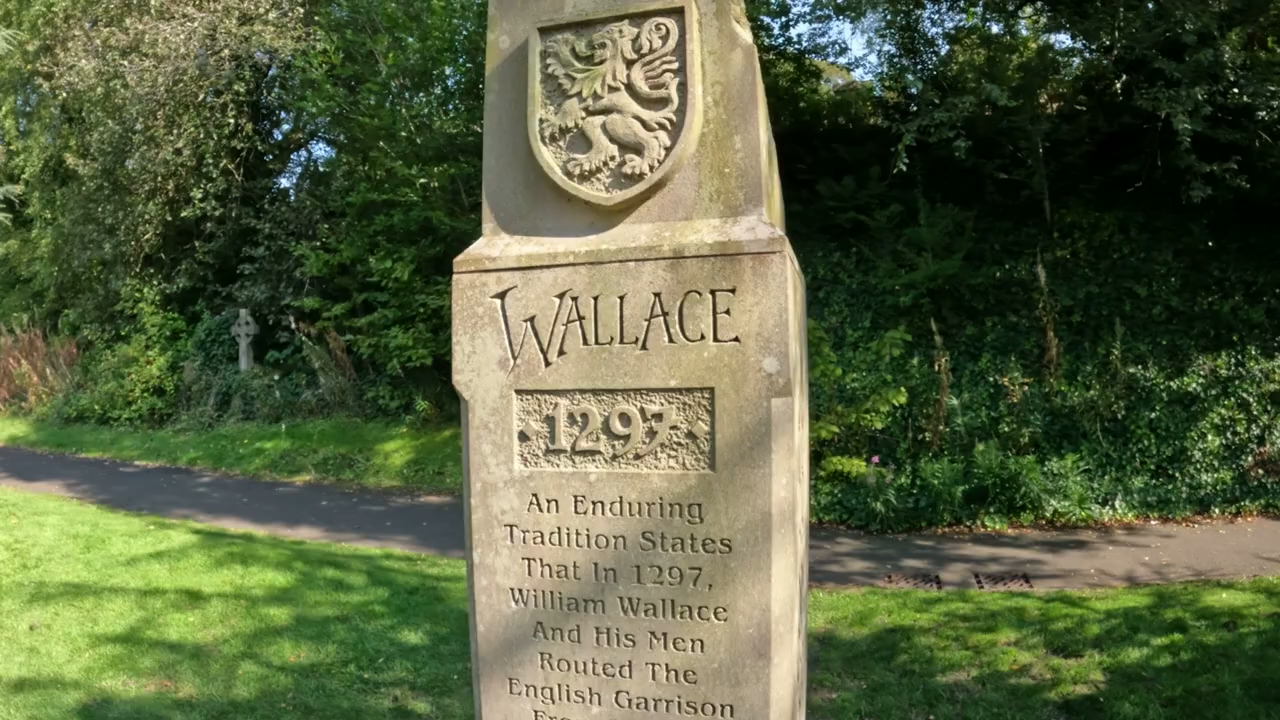 WALLACE
·1297·
An Enduring
Tradition States
That In 1297,
William Wallace
And His Men
Routed The
English Garrison